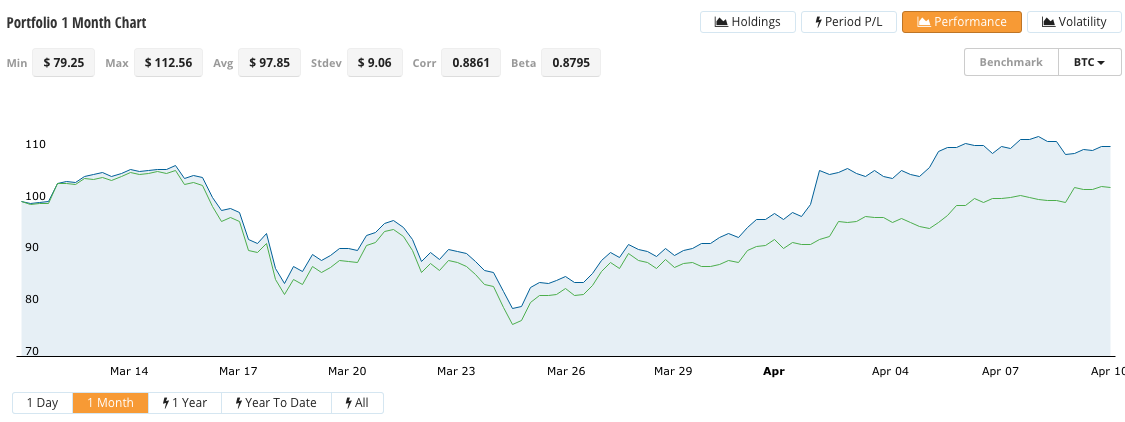 Portfolio 1 Month Chart Holdings Period P/L Performance Volatility
Min $ 79.25 Max $ 112.56 Avg $ 97.85 Stdev $ 9.06 Corr 0.8861 Beta 0.8795 Benchmark BTC
110
100
90
80
70
Mar 14 Mar 17 Mar 20 Mar 23 Mar 26 Mar 29 Apr Apr 04 Apr 07 Apr 10
1 Day 1 Month 1 Year Year To Date All